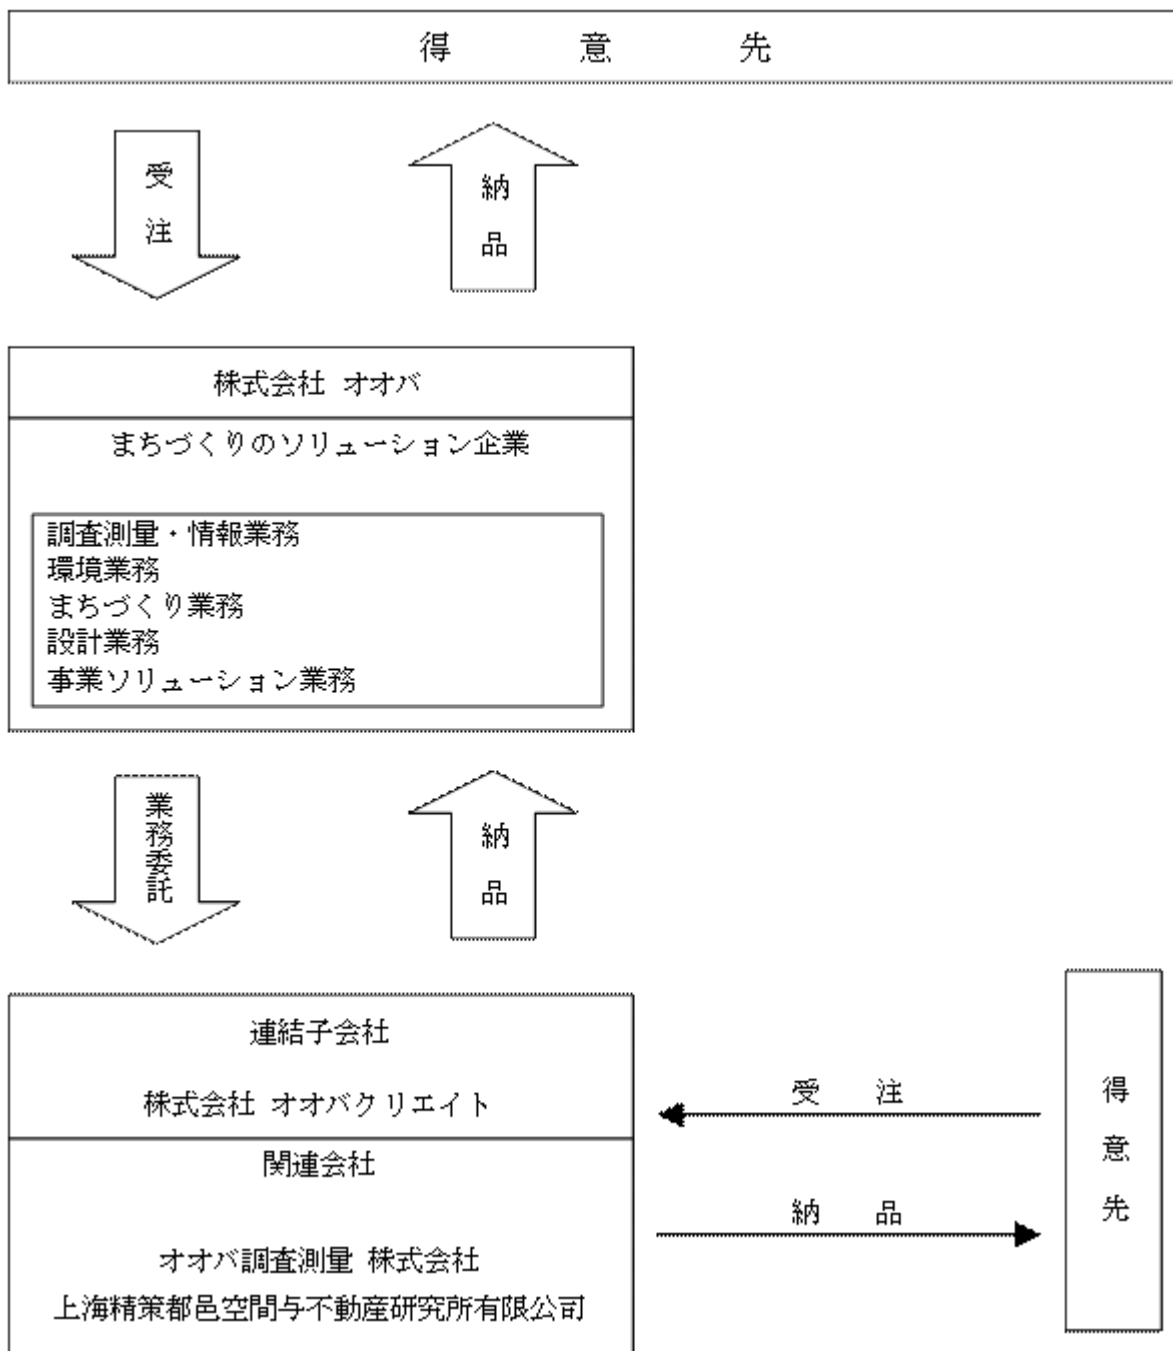 得意先
受注
納品
株式会社 オオバ
まちづくりのソリューション企業
調査測量・情報業務
環境業務
まちづくり業務
設計業務
事業ソリューション業務
業務委託
納品
連結子会社
株式会社 オオバクリエイト
関連会社
オオバ調査測量 株式会社
上海精策都邑空間与不動産研究所有限公司
受注
納品
得意先